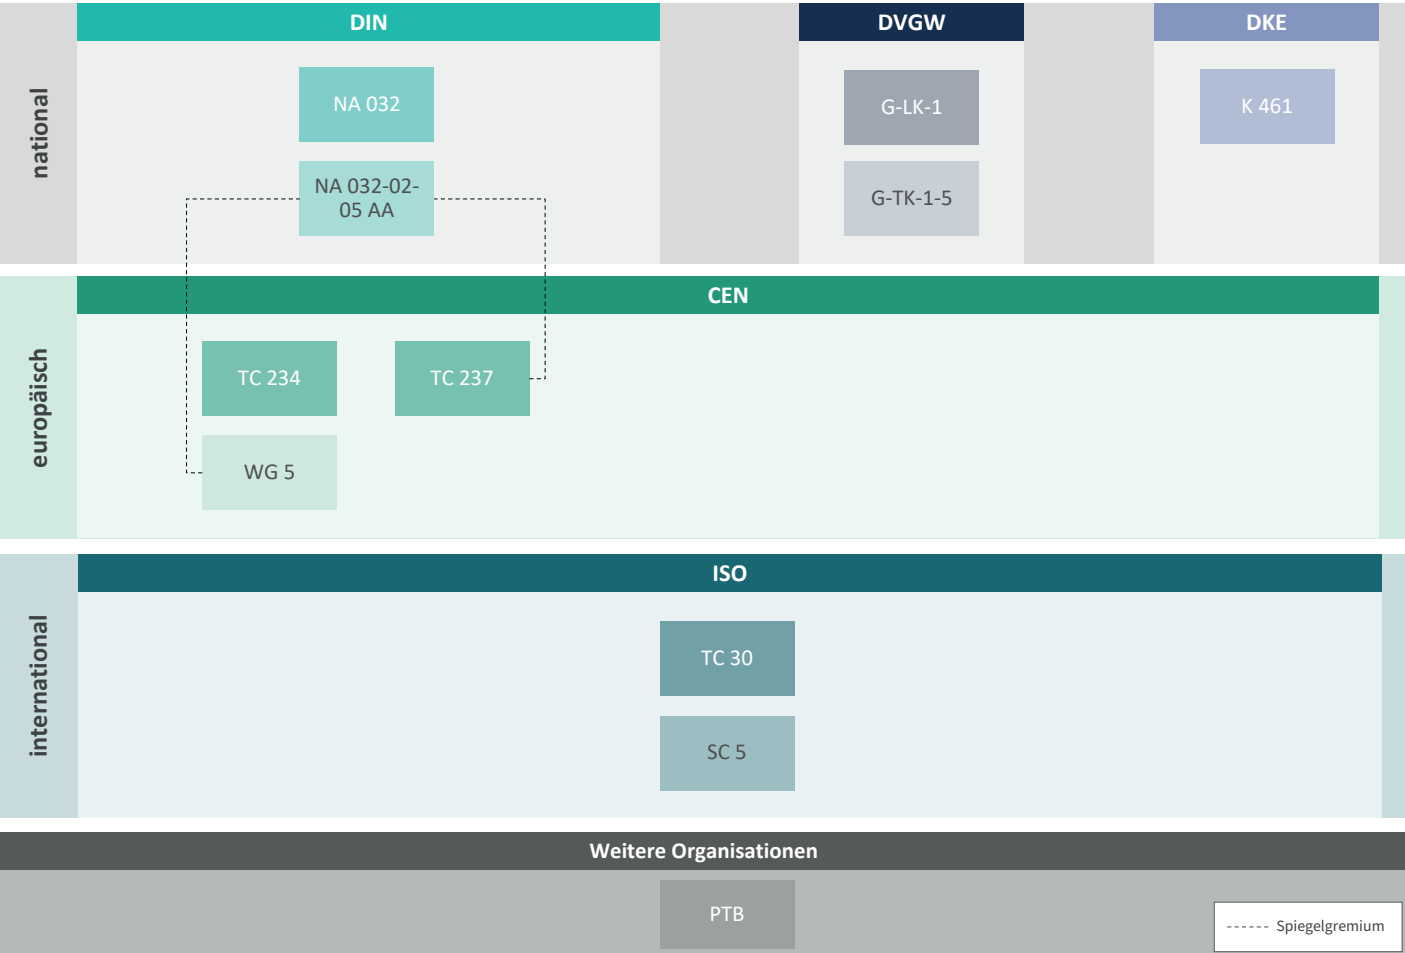 national
DIN
DVGW
DKE
NA 032
G-LK-1
K 461
NA 032-02-
05 AA
G-TK-1-5
europäisch
CEN
TC 234
TC 237
WG 5
international
ISO
TC 30
SC 5
Weitere Organisationen
PTB
Spiegelgremium